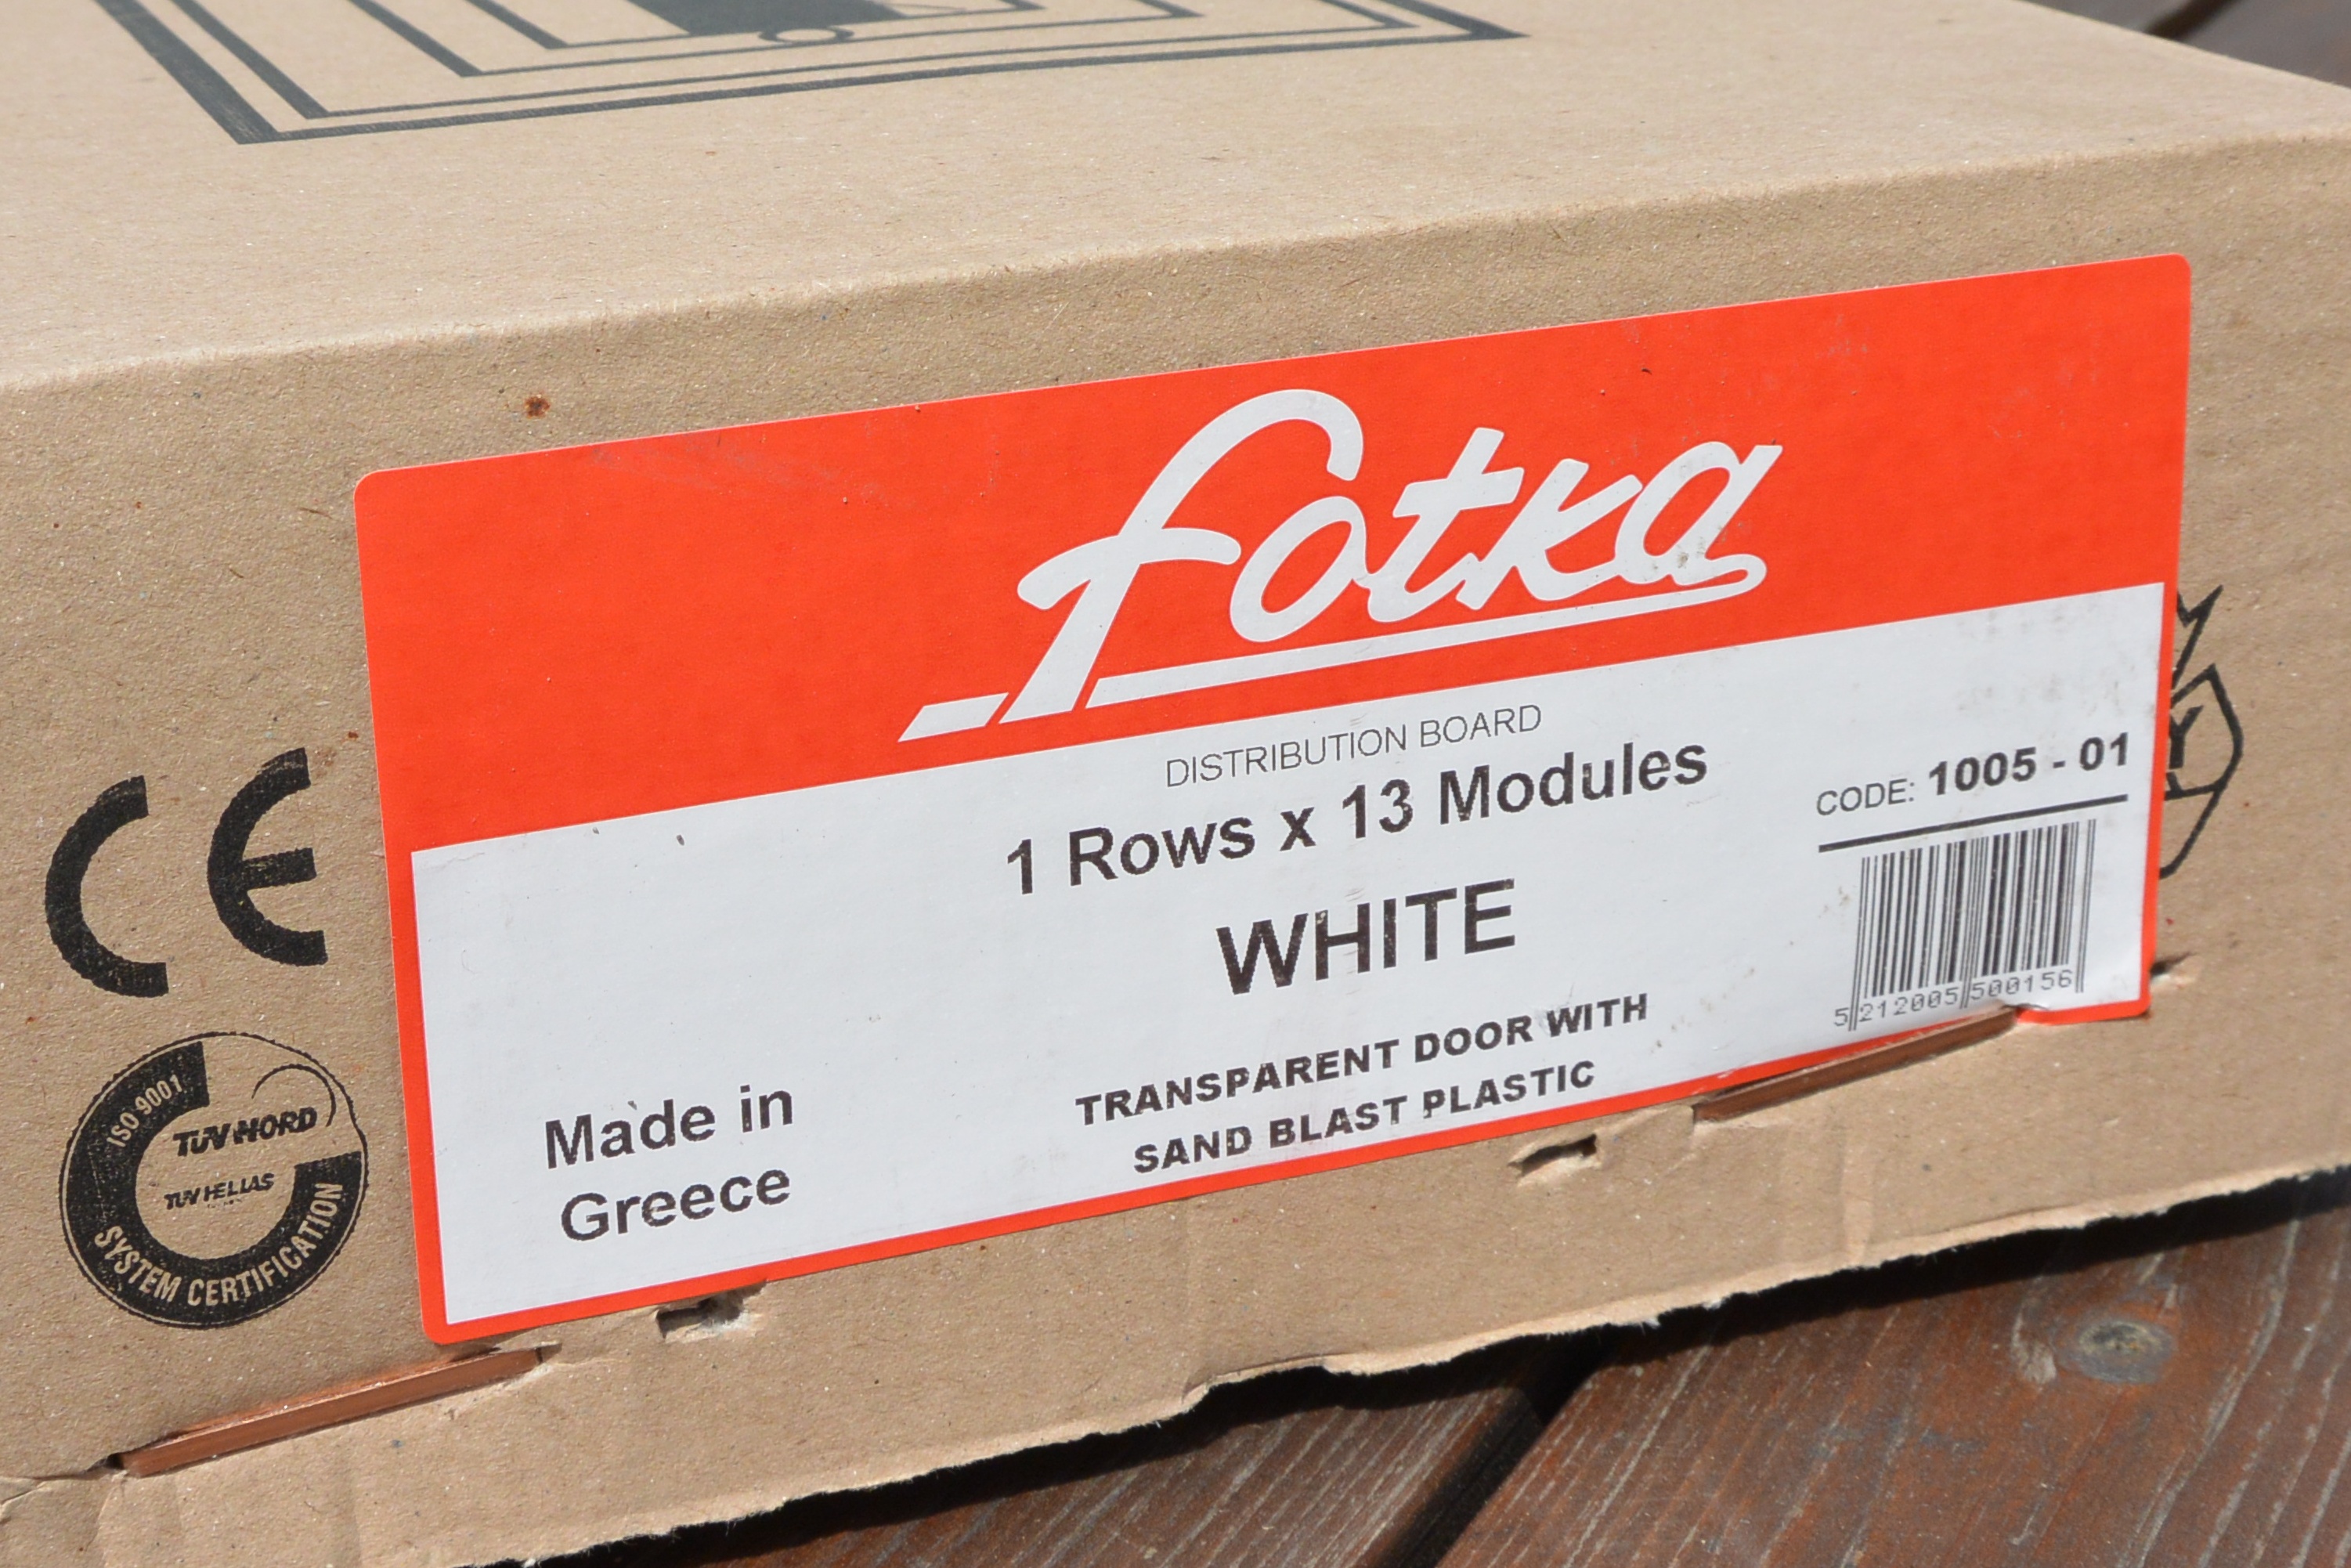 fotka
DISTRIBUTION BOARD
1 Rows x 13 Modules
WHITE
TRANSPARENT DOOR WITH
SAND BLAST PLASTIC
CODE: 1005 - 01
5 212005 500156
Made in
Greece
CE
ISO 9001
TUV NORD
TUV HELLAS
SYSTEM CERTIFICATION